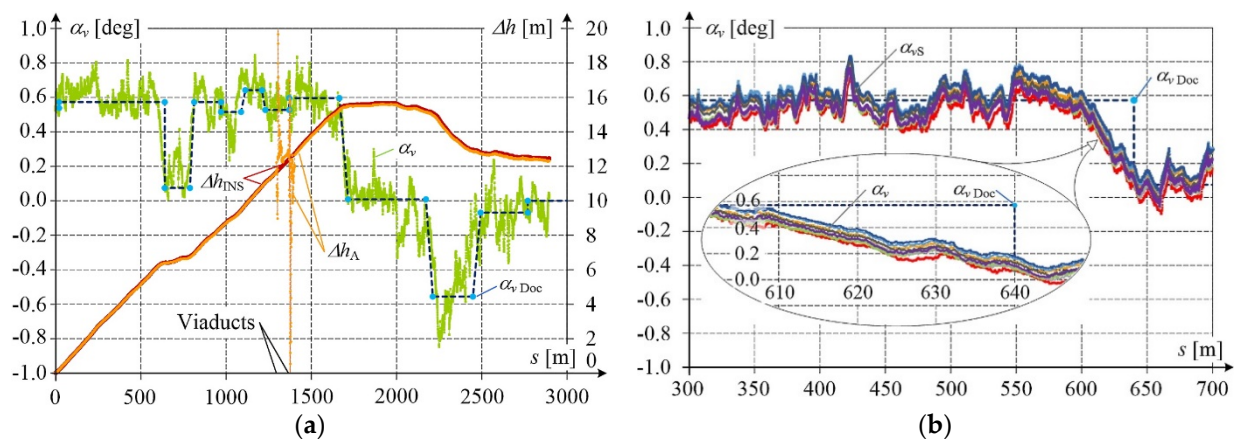 αv [deg] Δh [m]
1.0 20
0.8 18
0.6 16
0.4 14
0.2 12
0.0 10
-0.2 8
-0.4 6
-0.6 4
-0.8 2
-1.0 0
αv
ΔhINS
ΔhA
αv Doc
Viaducts
s [m]
0 500 1000 1500 2000 2500 3000
(a)
αv [deg]
1.0
0.8
0.6
0.4
0.2
0.0
-0.2
-0.4
-0.6
-0.8
-1.0
αvS
αv Doc
αv αv Doc
0.6
0.4
0.2
0.0
610 620 630 640
s [m]
300 350 400 450 500 550 600 650 700
(b)